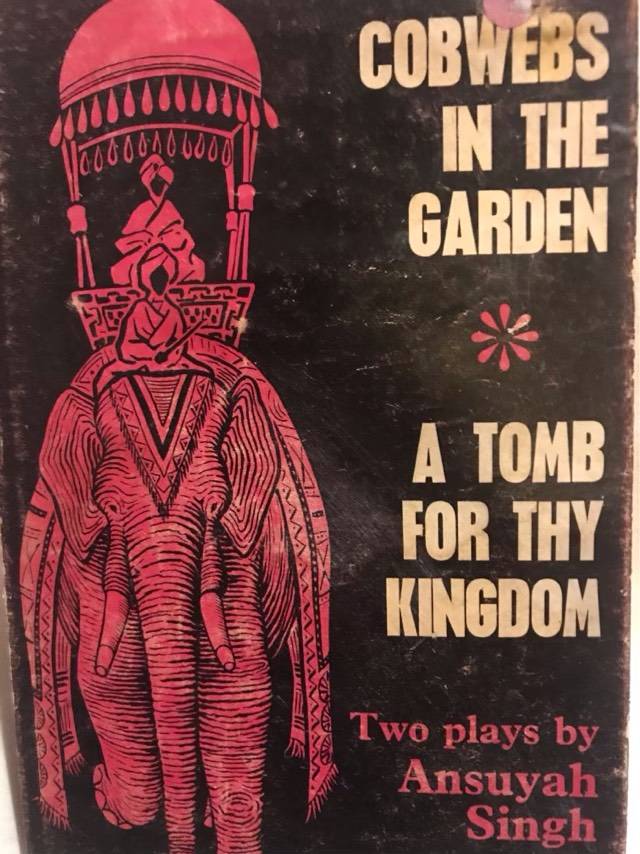 COBWEBS
IN THE
GARDEN
A TOMB
FOR THY
KINGDOM
Two plays by
Ansuyah
Singh